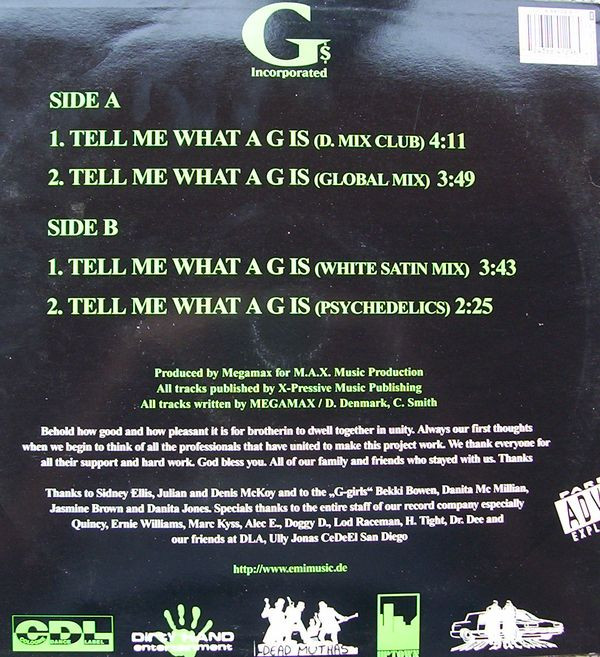 G$
Incorporated
SIDE A
1. TELL ME WHAT A G IS (D. MIX CLUB) 4:11
2. TELL ME WHAT A G IS (GLOBAL MIX) 3:49
SIDE B
1. TELL ME WHAT A G IS (WHITE SATIN MIX) 3:43
2. TELL ME WHAT A G IS (PSYCHEDELICS) 2:25
Produced by Megamax for M.A.X. Music Production
All tracks published by X-Pressive Music Publishing
All tracks written by MEGAMAX / D. Denmark, C. Smith
Behold how good and how pleasant it is for brotherin to dwell together in unity. Always our first thoughts
when we begin to think of all the professionals that have united to make this project work. We thank everyone for
all their support and hard work. God bless you. All of our family and friends who stayed with us. Thanks
Thanks to Sidney Ellis, Julian and Denis McKoy and to the „G-girls“ Bekki Bowen, Danita Mc Millian,
Jasmine Brown and Danita Jones. Specials thanks to the entire staff of our record company especially
Quincy, Ernie Williams, Marc Kyss, Alec E., Doggy D., Lod Raceman, H. Tight, Dr. Dee and
our friends at DLA, Ully Jonas CeDeEl San Diego
ADV
EXPL
http://www.emimusic.de
CDL
COLOGNE DANCE LABEL
DIRTY HAND
entertainment
DEAD MUTHAS